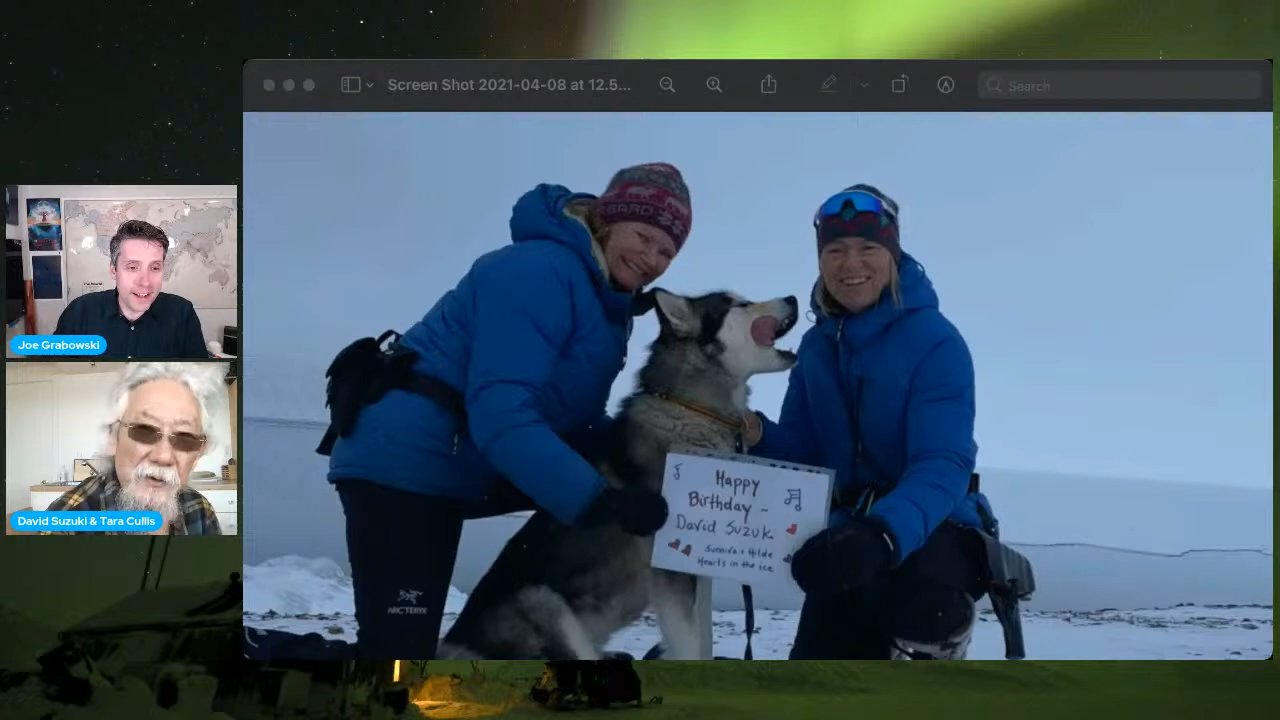 Screen Shot 2021-04-08 at 12.5...
Search
Joe Grabowski
David Suzuki & Tara Cullis
ARC'TERYX
Happy
Birthday ~
David Suzuki
Sunniva + Hilde
Hearts in the ice